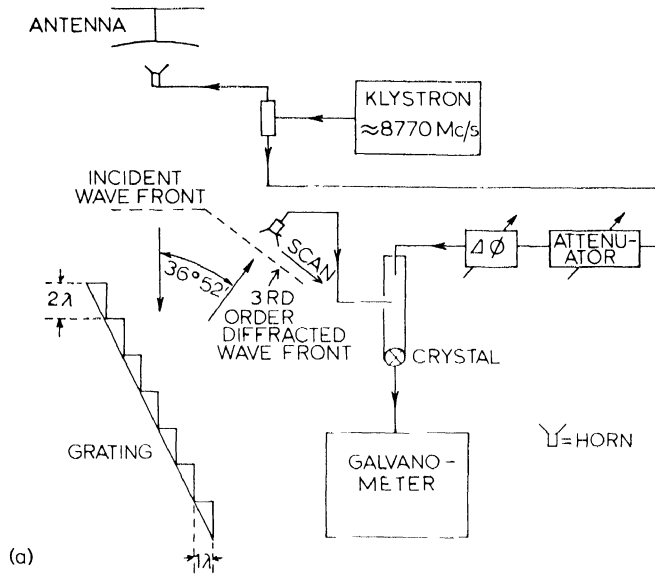 ANTENNA
KLYSTRON
≈8770 Mc/s
INCIDENT
WAVE FRONT
SCAN
36°52'
Δφ
ATTENU-
ATOR
2λ
3RD
ORDER
DIFFRACTED
WAVE FRONT
CRYSTAL
GRATING
GALVANO-
METER
=HORN
(a)
1λ